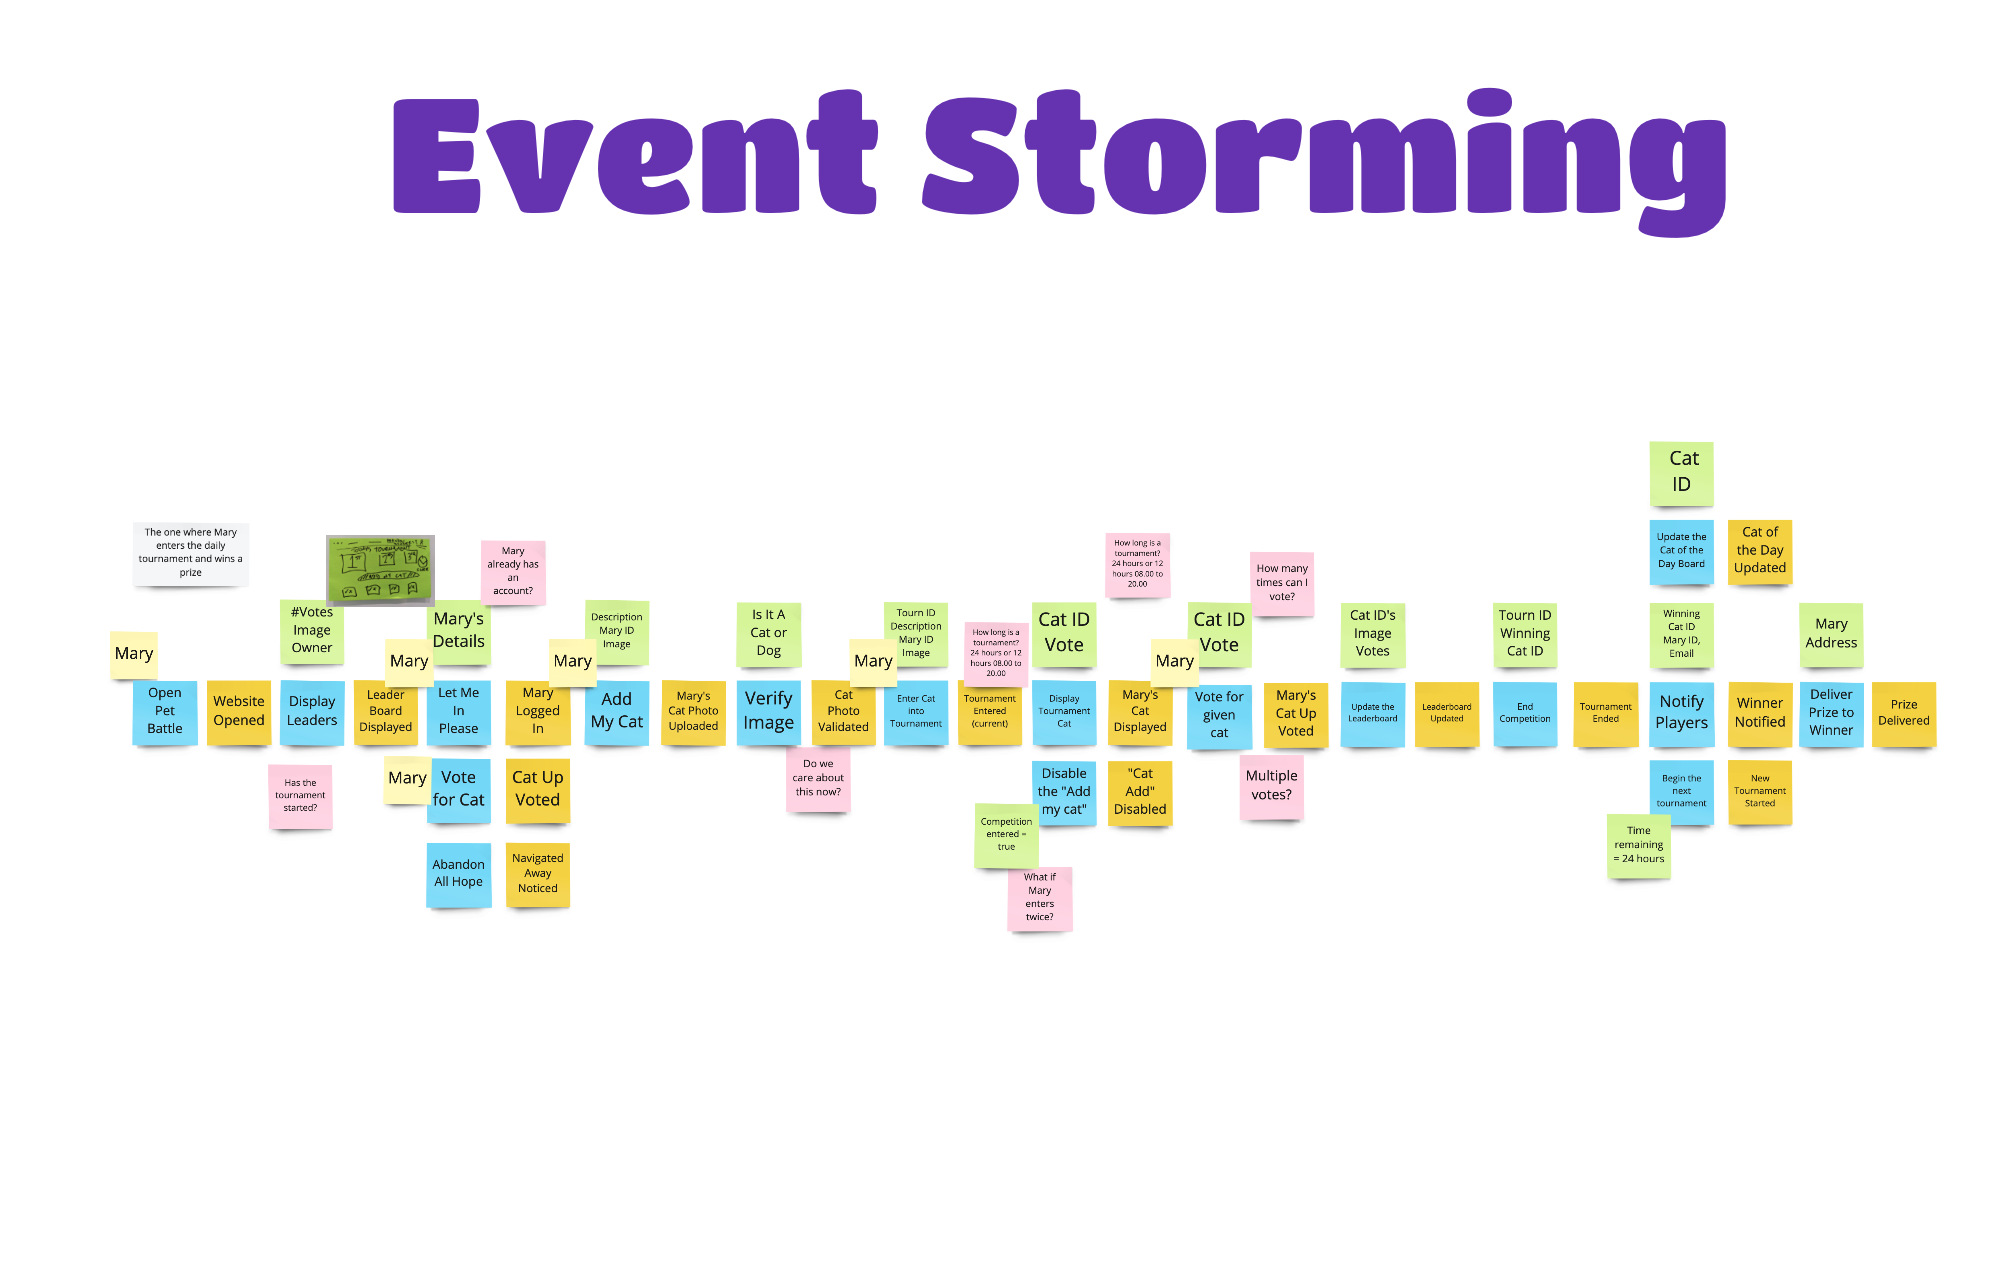 Event Storming
Cat
ID
The one where Mary
enters the daily
tournament and wins a
prize
Mary
already has
an
account?
How long is a
tournament?
24 hours or 12
hours 08.00 to
20.00
How many
times can I
vote?
Update the
Cat of the
Day Board
Cat of
the Day
Updated
#Votes
Image
Owner
Mary's
Details
Description
Mary ID
Image
Is It A
Cat or
Dog
Tourn ID
Description
Mary ID
Image
How long is a
tournament?
24 hours or 12
hours 08.00 to
20.00
Cat ID
Vote
Cat ID
Vote
Cat ID's
Image
Votes
Tourn ID
Winning
Cat ID
Winning
Cat ID
Mary ID,
Email
Mary
Address
Mary
Mary
Mary
Mary
Mary
Open
Pet
Battle
Website
Opened
Display
Leaders
Leader
Board
Displayed
Let Me
In
Please
Mary
Logged
In
Add
My Cat
Mary's
Cat Photo
Uploaded
Verify
Image
Cat
Photo
Validated
Enter Cat
into
Tournament
Tournament
Entered
(current)
Display
Tournament
Cat
Mary's
Cat
Displayed
Vote for
given
cat
Mary's
Cat Up
Voted
Update the
Leaderboard
Leaderboard
Updated
End
Competition
Tournament
Ended
Notify
Players
Winner
Notified
Deliver
Prize to
Winner
Prize
Delivered
Has the
tournament
started?
Mary
Vote
for Cat
Cat Up
Voted
Do we
care about
this now?
Disable
the "Add
my cat"
"Cat
Add"
Disabled
Multiple
votes?
Begin the
next
tournament
New
Tournament
Started
Competition
entered =
true
Time
remaining
= 24 hours
Abandon
All Hope
Navigated
Away
Noticed
What if
Mary
enters
twice?